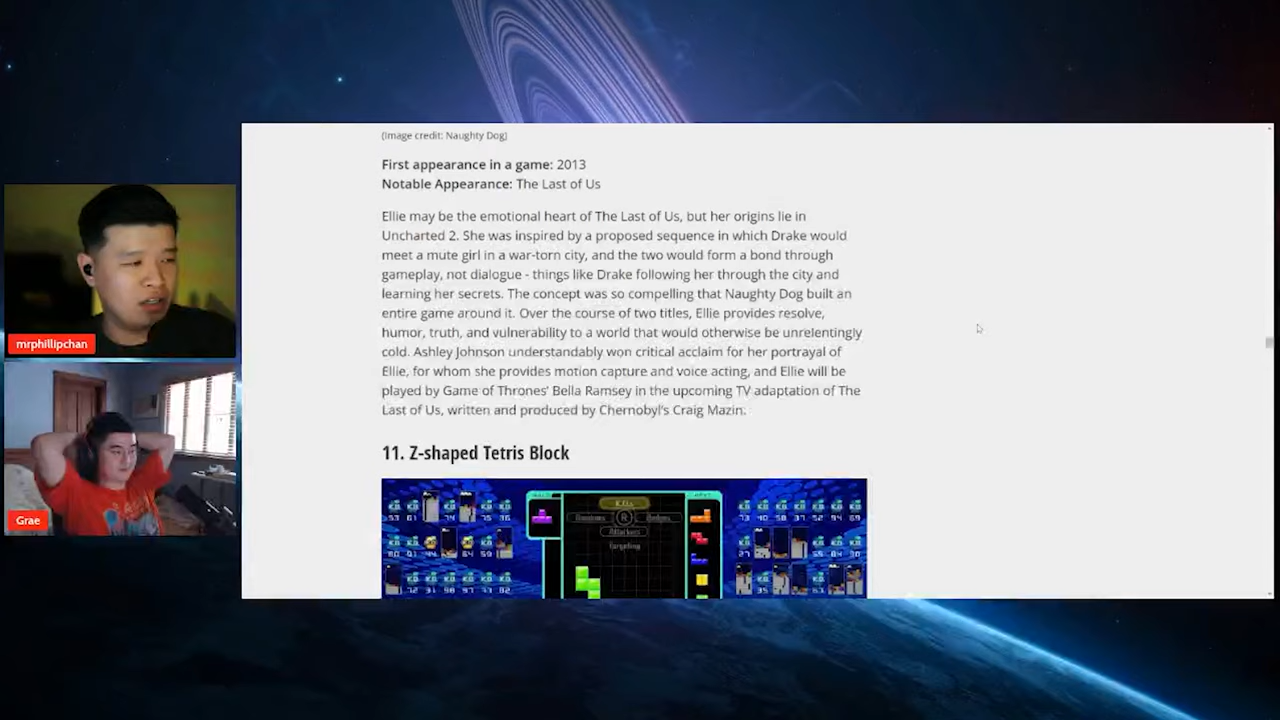 (Image credit: Naughty Dog)
First appearance in a game: 2013
Notable Appearance: The Last of Us
Ellie may be the emotional heart of The Last of Us, but her origins lie in
Uncharted 2. She was inspired by a proposed sequence in which Drake would
meet a mute girl in a war-torn city, and the two would form a bond through
gameplay, not dialogue - things like Drake following her through the city and
learning her secrets. The concept was so compelling that Naughty Dog built an
entire game around it. Over the course of two titles, Ellie provides resolve,
humor, truth, and vulnerability to a world that would otherwise be unrelentingly
cold. Ashley Johnson understandably won critical acclaim for her portrayal of
Ellie, for whom she provides motion capture and voice acting, and Ellie will be
played by Game of Thrones' Bella Ramsey in the upcoming TV adaptation of The
Last of Us, written and produced by Chernobyl's Craig Mazin.
11. Z-shaped Tetris Block
K.O.s
Randoms
R
Badges
Attackers
Targeting
mrphillipchan
Grae